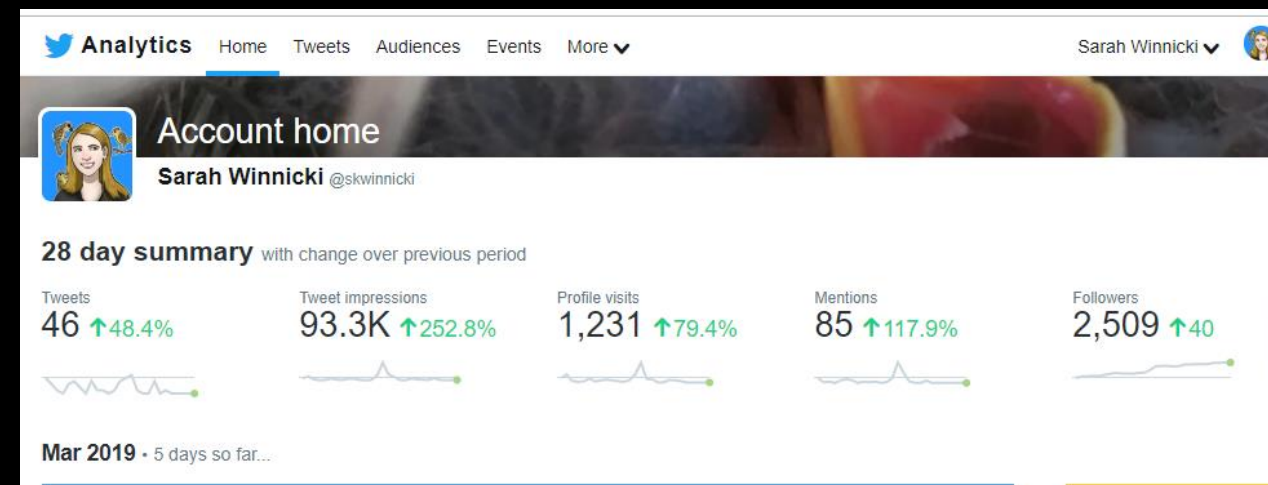 Analytics Home Tweets Audiences Events More Sarah Winnicki
Account home
Sarah Winnicki @skwinnicki
28 day summary with change over previous period
Tweets Tweet impressions Profile visits Mentions Followers
46 ↑48.4% 93.3K ↑252.8% 1,231 ↑79.4% 85 ↑117.9% 2,509 ↑40
Mar 2019 • 5 days so far...